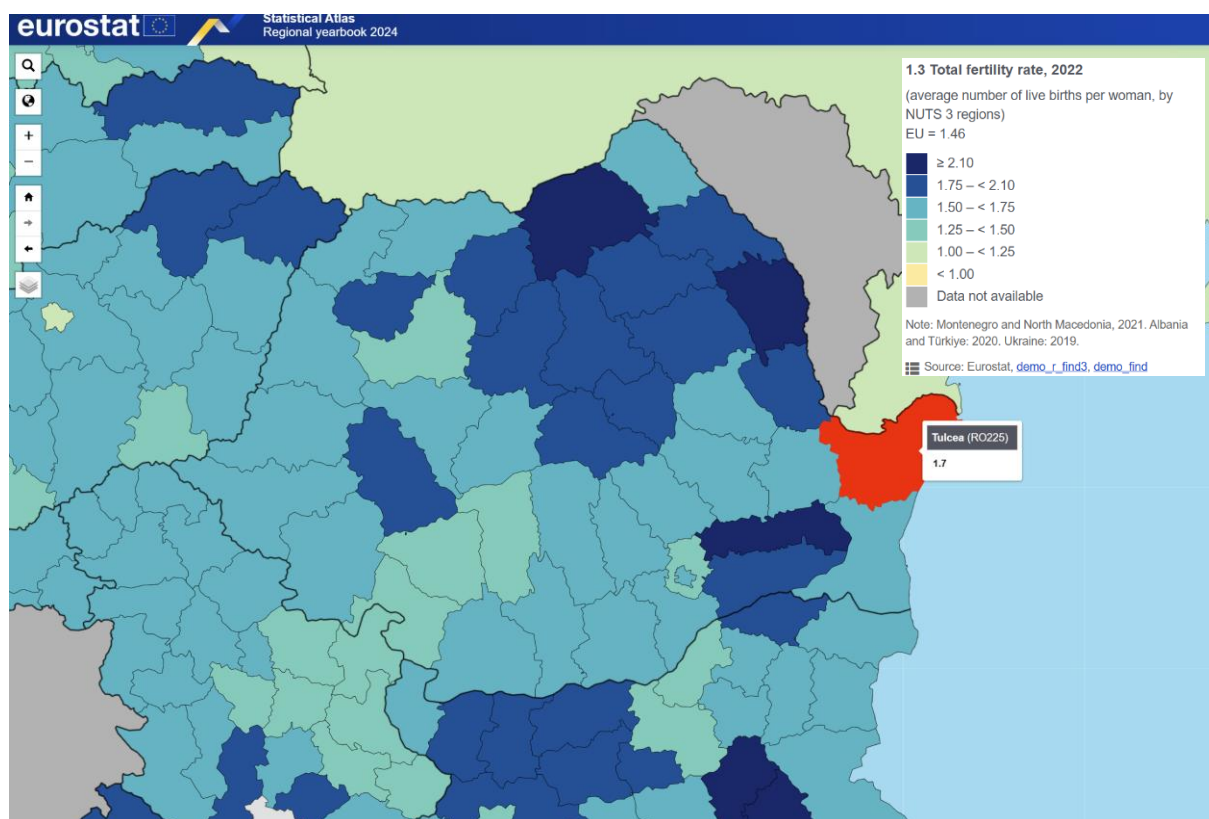 eurostat
Statistical Atlas
Regional yearbook 2024
1.3 Total fertility rate, 2022
(average number of live births per woman, by
NUTS 3 regions)
EU = 1.46
≥ 2.10
1.75 – < 2.10
1.50 – < 1.75
1.25 – < 1.50
1.00 – < 1.25
< 1.00
Data not available
Note: Montenegro and North Macedonia, 2021. Albania
and Türkiye: 2020. Ukraine: 2019.
Source: Eurostat, demo_r_find3, demo_find
Tulcea (RO225)
1.7